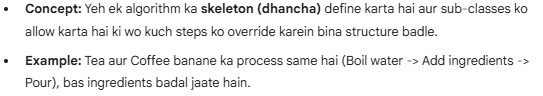 • Concept: Yeh ek algorithm ka skeleton (dhancha) define karta hai aur sub-classes ko
allow karta hai ki wo kuch steps ko override karein bina structure badle.
• Example: Tea aur Coffee banane ka process same hai (Boil water -> Add ingredients ->
Pour), bas ingredients badal jaate hain.